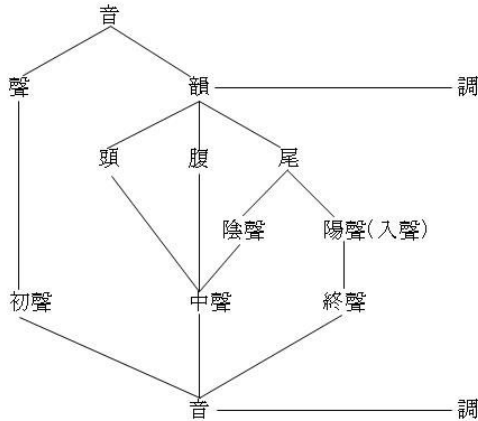 音
聲 韻 調
頭 腹 尾
陰聲 陽聲(入聲)
初聲 中聲 終聲
音 調